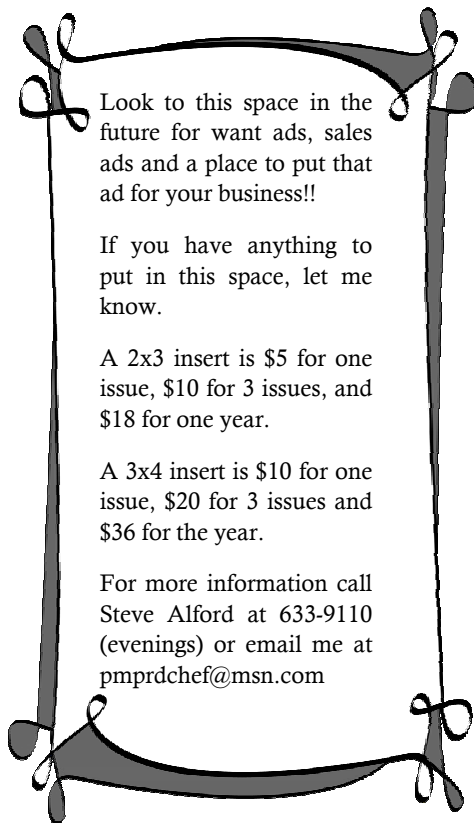 Look to this space in the
future for want ads, sales
ads and a place to put that
ad for your business!!
If you have anything to
put in this space, let me
know.
A 2x3 insert is $5 for one
issue, $10 for 3 issues, and
$18 for one year.
A 3x4 insert is $10 for one
issue, $20 for 3 issues and
$36 for the year.
For more information call
Steve Alford at 633-9110
(evenings) or email me at
pmprdchef@msn.com